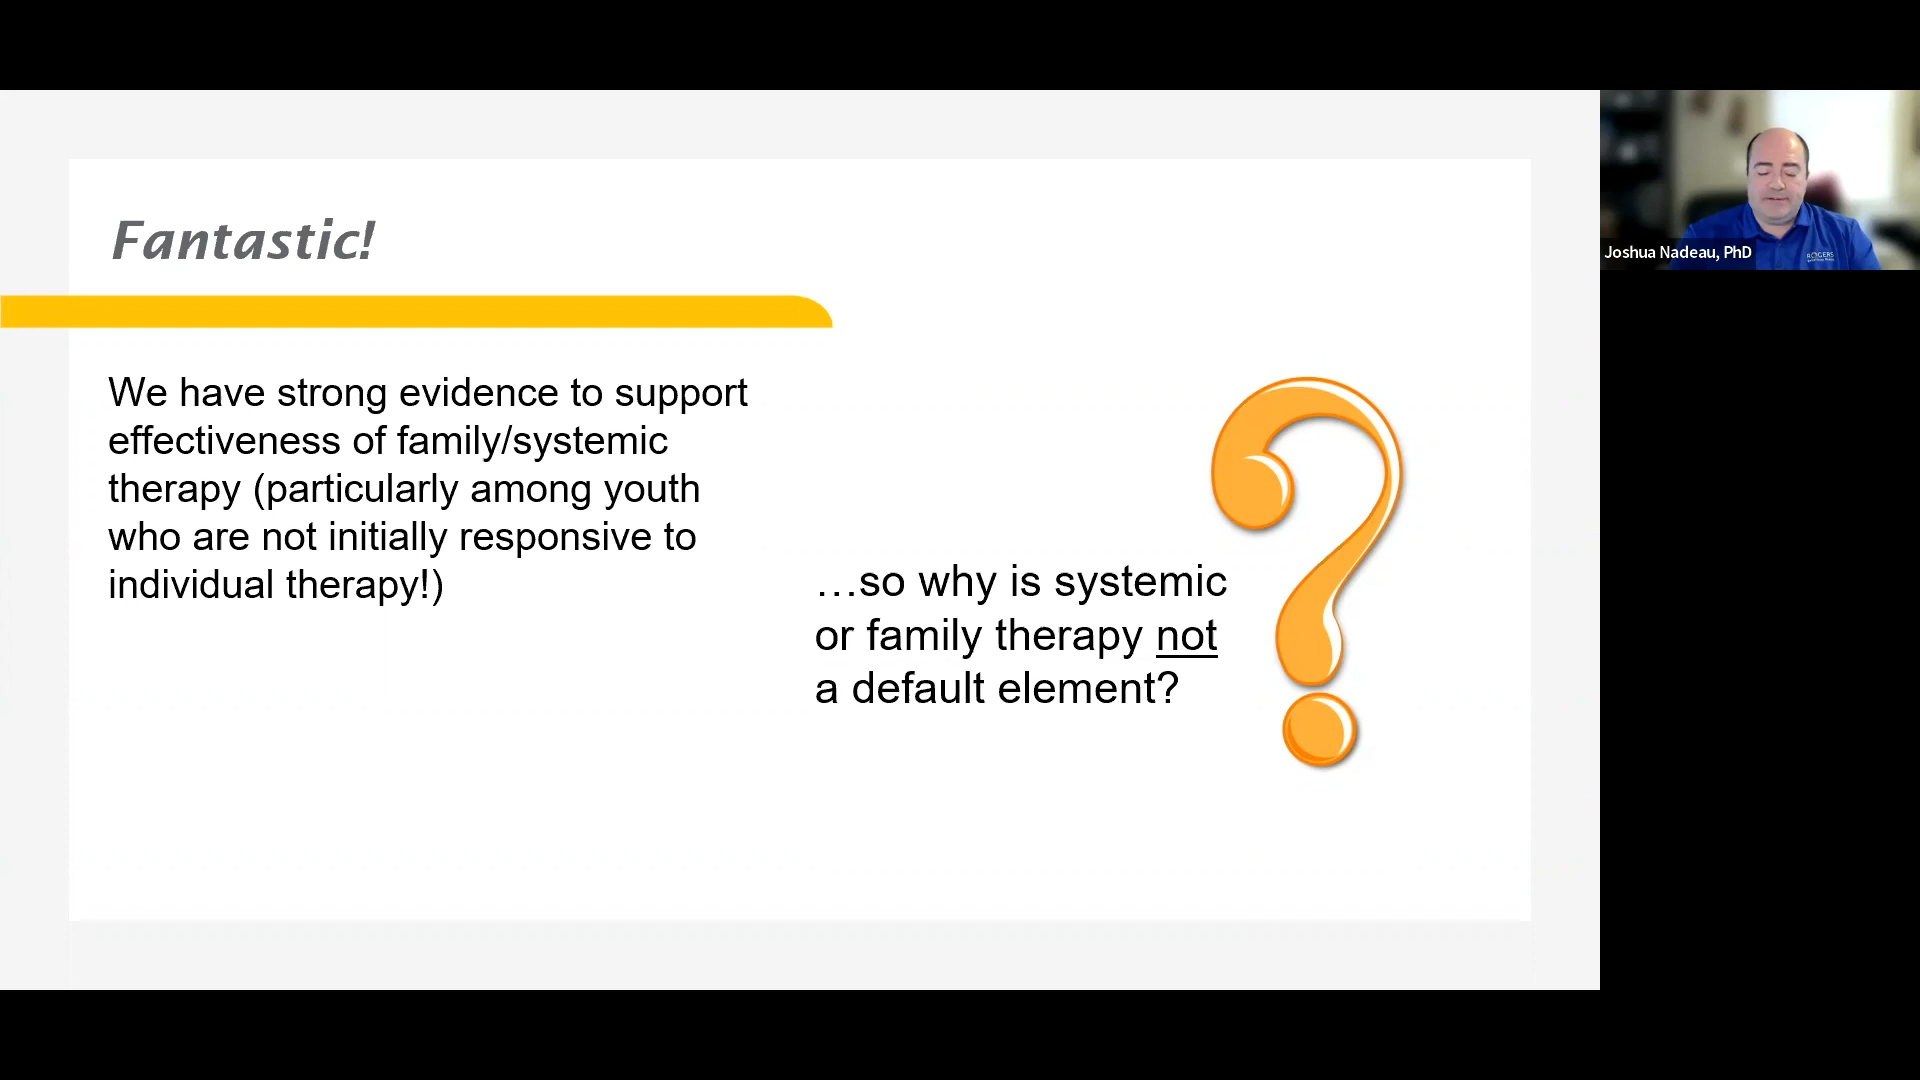 Fantastic!
We have strong evidence to support
effectiveness of family/systemic
therapy (particularly among youth
who are not initially responsive to
individual therapy!)
…so why is systemic
or family therapy not
a default element?
Joshua Nadeau, PhD
ROGERS